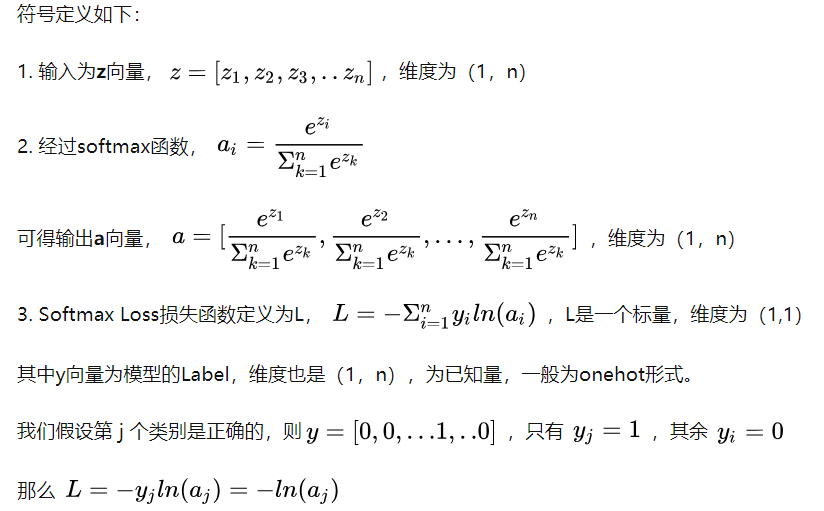 符号定义如下：
1. 输入为z向量， $z=[z_1,z_2,z_3,..z_n]$ ，维度为（1，n）
2. 经过softmax函数， $a_i=\frac{e^{z_i}}{\Sigma_{k=1}^{n}e^{z_k}}$
可得输出a向量， $a=[\frac{e^{z_1}}{\Sigma_{k=1}^{n}e^{z_k}},\frac{e^{z_2}}{\Sigma_{k=1}^{n}e^{z_k}},...,\frac{e^{z_n}}{\Sigma_{k=1}^{n}e^{z_k}}]$ ，维度为（1，n）
3. Softmax Loss损失函数定义为L， $L=-\Sigma_{i=1}^{n}y_iln(a_i)$ ，L是一个标量，维度为（1,1）
其中y向量为模型的Label，维度也是（1，n），为已知量，一般为onehot形式。
我们假设第 j 个类别是正确的，则 $y=[0,0,...1,..0]$ ，只有 $y_j=1$ ，其余 $y_i=0$
那么 $L=-y_jln(a_j)=-ln(a_j)$